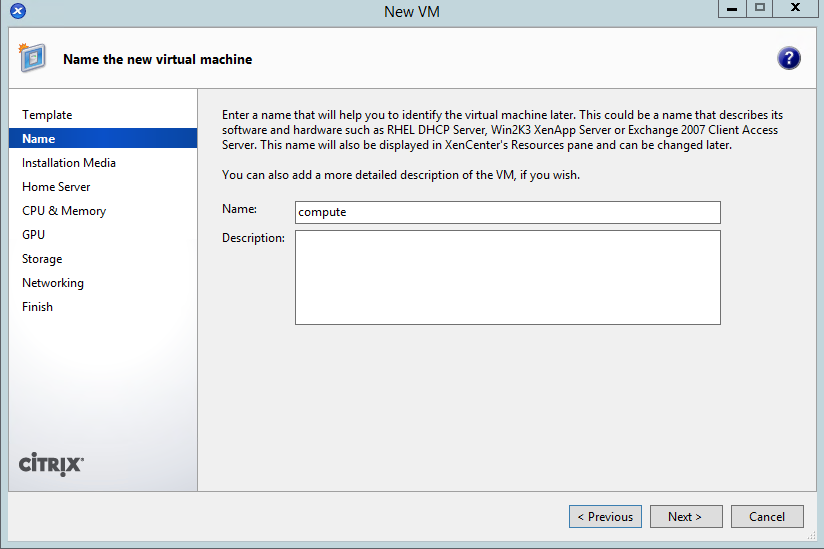 New VM
Name the new virtual machine
?
Template
Name
Installation Media
Home Server
CPU & Memory
GPU
Storage
Networking
Finish
Enter a name that will help you to identify the virtual machine later. This could be a name that describes its
software and hardware such as RHEL DHCP Server, Win2K3 XenApp Server or Exchange 2007 Client Access
Server. This name will also be displayed in XenCenter's Resources pane and can be changed later.
You can also add a more detailed description of the VM, if you wish.
Name:
compute
Description:
CITRIX
< Previous
Next >
Cancel